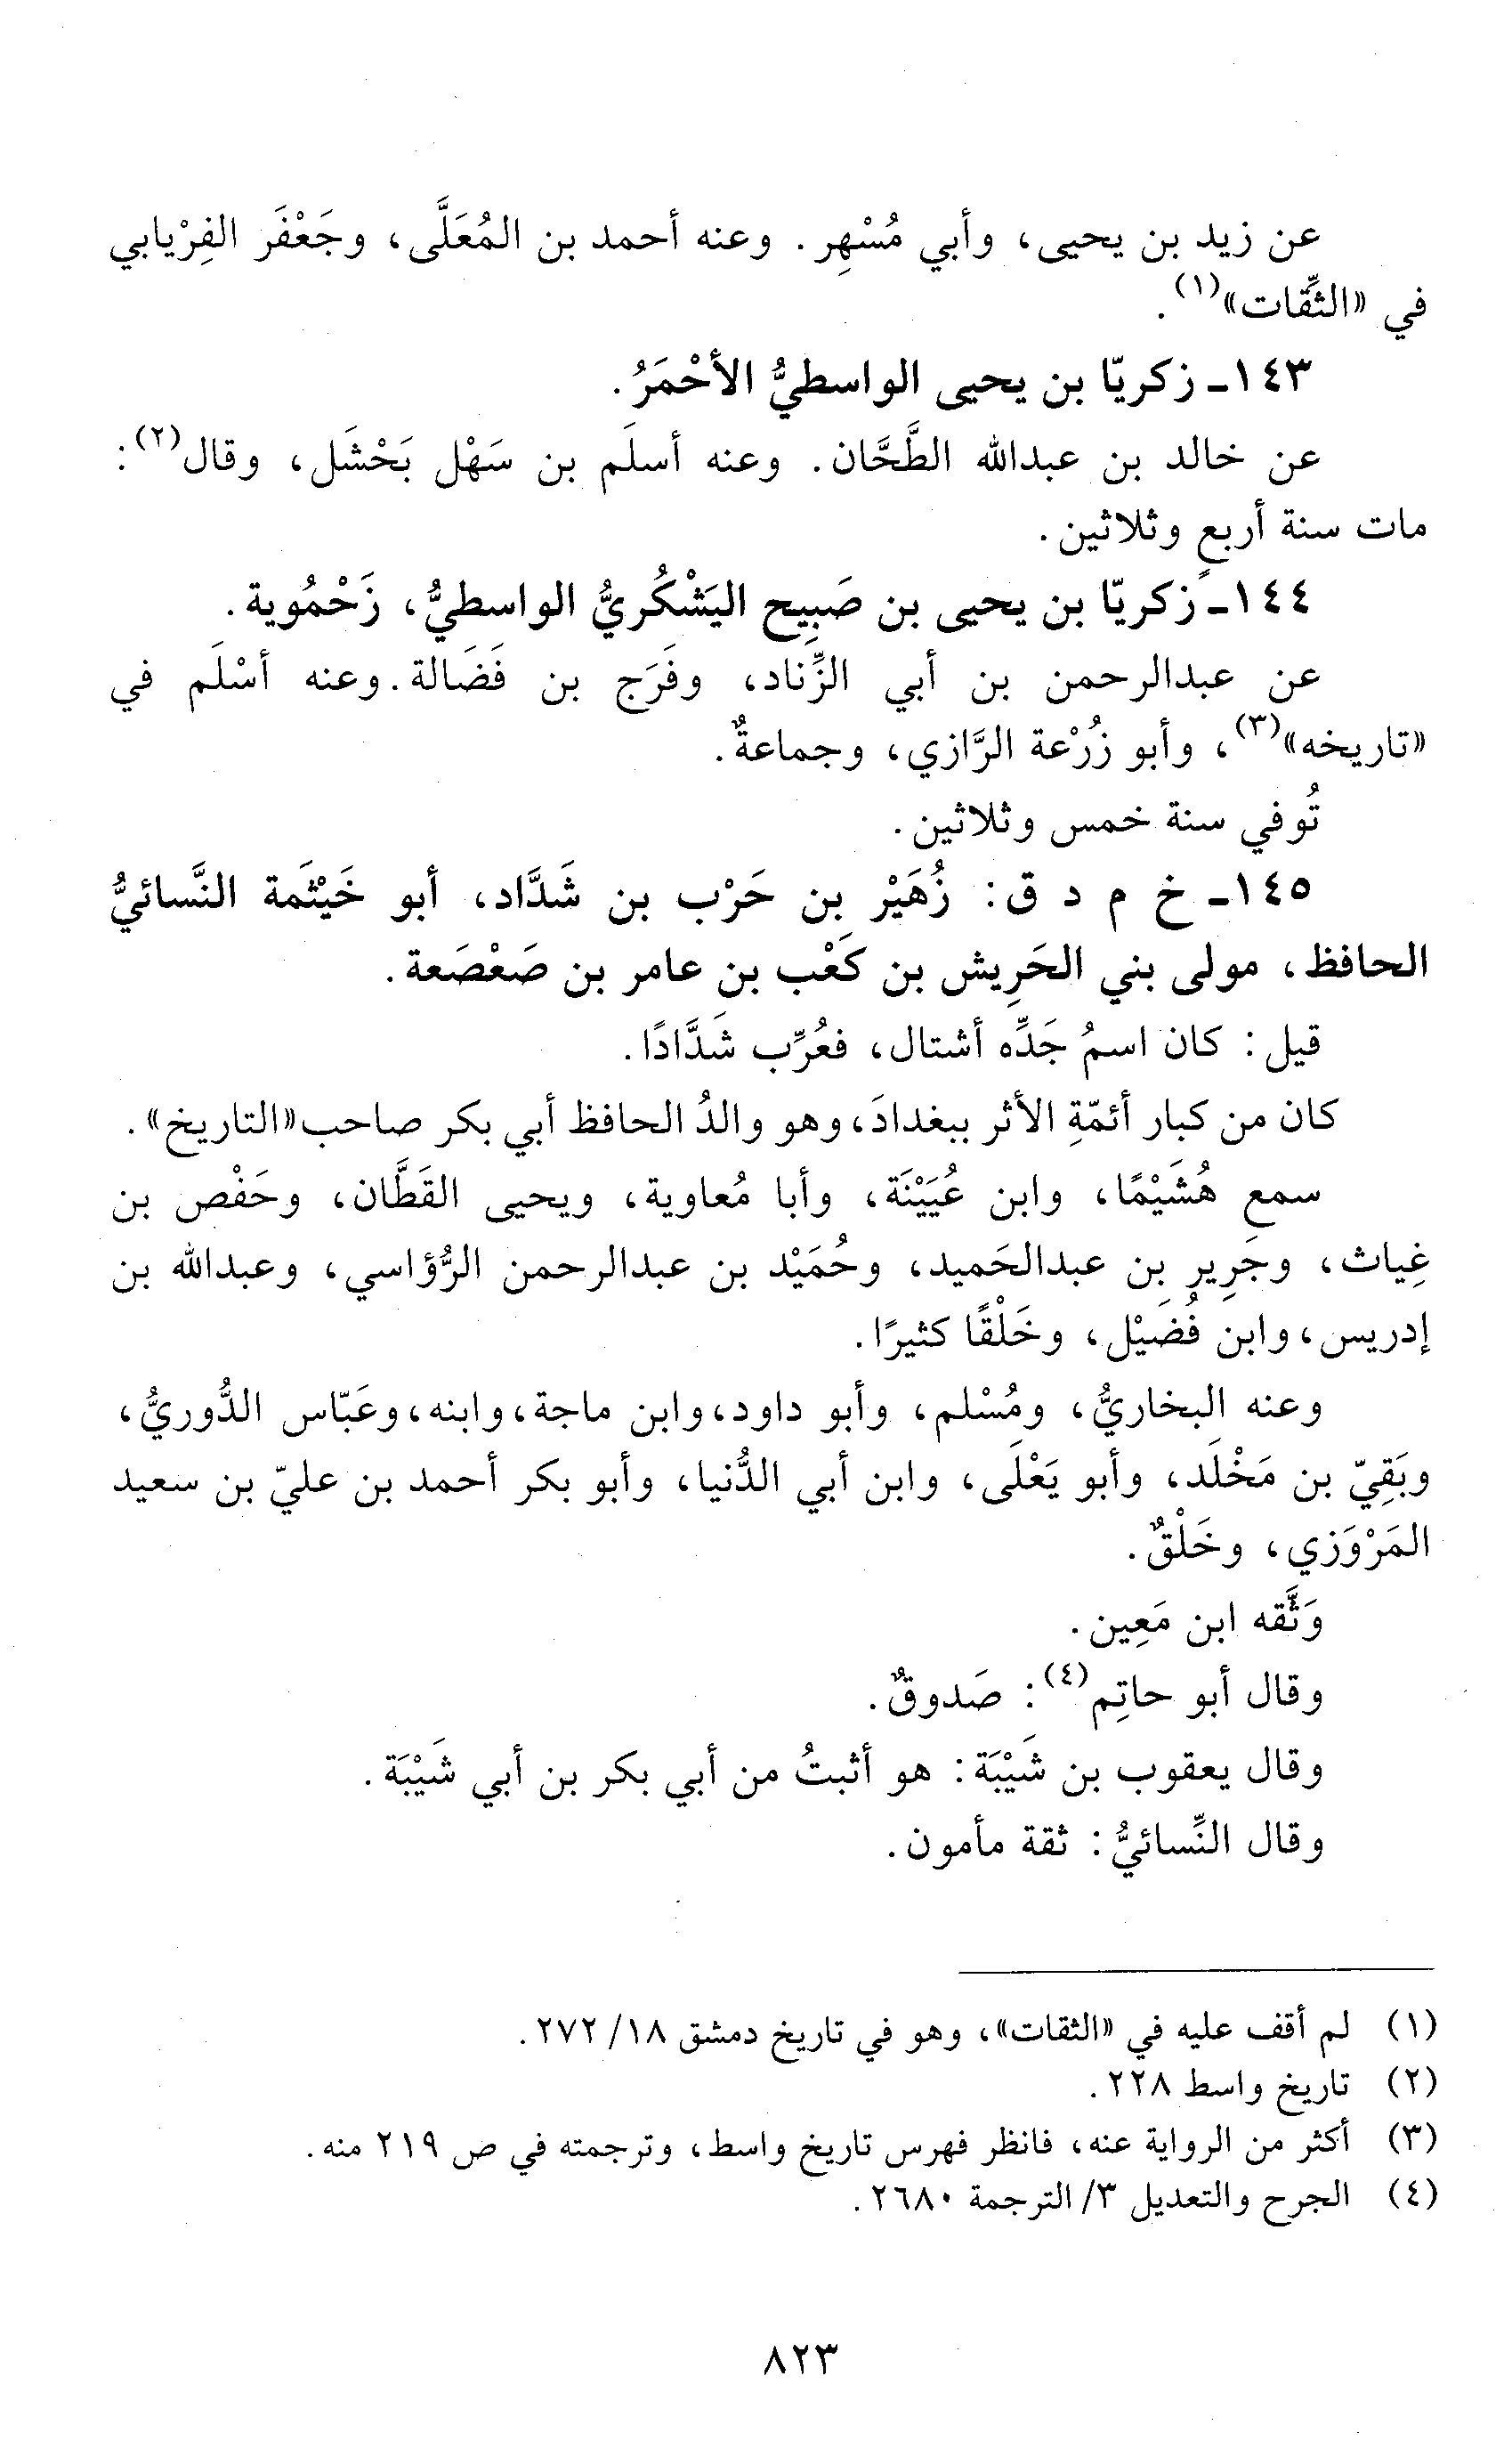 عن زيد بن يحيى، وأبي مُسْهِر. وعنه أحمد بن المُعَلَّى، وجَعْفَر الفِرْيابي
في «الثِّقات»(١).
١٤٣ـ زكريّا بن يحيى الواسطيُّ الأحْمَرُ.
عن خالد بن عبدالله الطَّحَّان. وعنه أسلَم بن سَهْل بَحْشَل، وقال(٢):
مات سنة أربعٍ وثلاثين.
١٤٤ـ زكريّا بن يحيى بن صَبِيح اليَشْكُريُّ الواسطيُّ، زَحْمُوية.
عن عبدالرحمن بن أبي الزِّناد، وفَرَج بن فَضَالة. وعنه أسْلَم في
«تاريخه»(٣)، وأبو زُرْعة الرَّازي، وجماعةٌ.
تُوفي سنة خمس وثلاثين.
١٤٥ـ خ م د ق: زُهَيْر بن حَرْب بن شَدَّاد، أبو خَيْثَمة النَّسائيُّ
الحافظ، مولى بني الحَرِيش بن كَعْب بن عامر بن صَعْصَعة.
قيل: كان اسمُ جَدِّه أشتال، فعُرِّب شَدَّادًا.
كان من كبار أئمّةِ الأثر ببغدادَ، وهو والدُ الحافظ أبي بكر صاحب «التاريخ».
سمع هُشَيْمًا، وابن عُيَيْنَة، وأبا مُعاوية، ويحيى القَطَّان، وحَفْص بن
غِياث، وجَرِير بن عبدالحَميد، وحُمَيْد بن عبدالرحمن الرُّؤاسي، وعبدالله بن
إدريس، وابن فُضَيْل، وخَلْقًا كثيرًا.
وعنه البخاريُّ، ومُسْلم، وأبو داود، وابن ماجة، وابنه، وعَبّاس الدُّوريُّ،
وبَقِيّ بن مَخْلَد، وأبو يَعْلَى، وابن أبي الدُّنيا، وأبو بكر أحمد بن عليّ بن سعيد
المَرْوَزي، وخَلْقٌ.
وَثَّقه ابن مَعِين.
وقال أبو حاتِم(٤): صَدوقٌ.
وقال يعقوب بن شَيْبَة: هو أثبتُ من أبي بكر بن أبي شَيْبَة.
وقال النِّسائيُّ: ثقة مأمون.
(١) لم أقف عليه في «الثقات»، وهو في تاريخ دمشق ١٨/ ٢٧٢.
(٢) تاريخ واسط ٢٢٨.
(٣) أكثر من الرواية عنه، فانظر فهرس تاريخ واسط، وترجمته في ص ٢١٩ منه.
(٤) الجرح والتعديل ٣/ الترجمة ٢٦٨٠.
٨٢٣